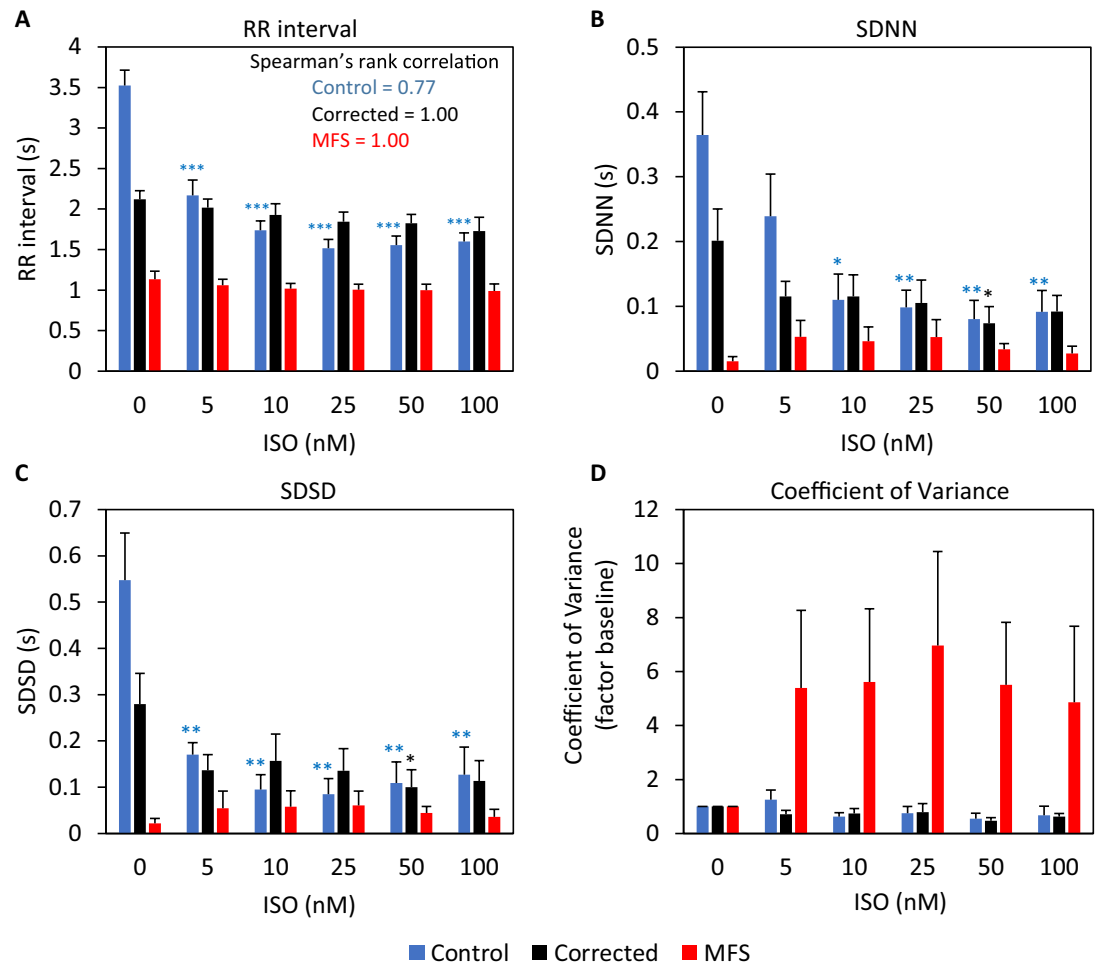 A
RR interval
4
3.5
3
2.5
2
1.5
1
0.5
0
RR interval (s)
Spearman's rank correlation
Control = 0.77
Corrected = 1.00
MFS = 1.00
***
***
***
***
***
0 5 10 25 50 100
ISO (nM)
B
SDNN
0.5
0.4
0.3
0.2
0.1
0
SDNN (s)
*
**
**
*
**
0 5 10 25 50 100
ISO (nM)
C
SDSD
0.7
0.6
0.5
0.4
0.3
0.2
0.1
0
SDSD (s)
**
**
**
**
*
**
0 5 10 25 50 100
ISO (nM)
D
Coefficient of Variance
12
10
8
6
4
2
0
Coefficient of Variance
(factor baseline)
0 5 10 25 50 100
ISO (nM)
Control Corrected MFS